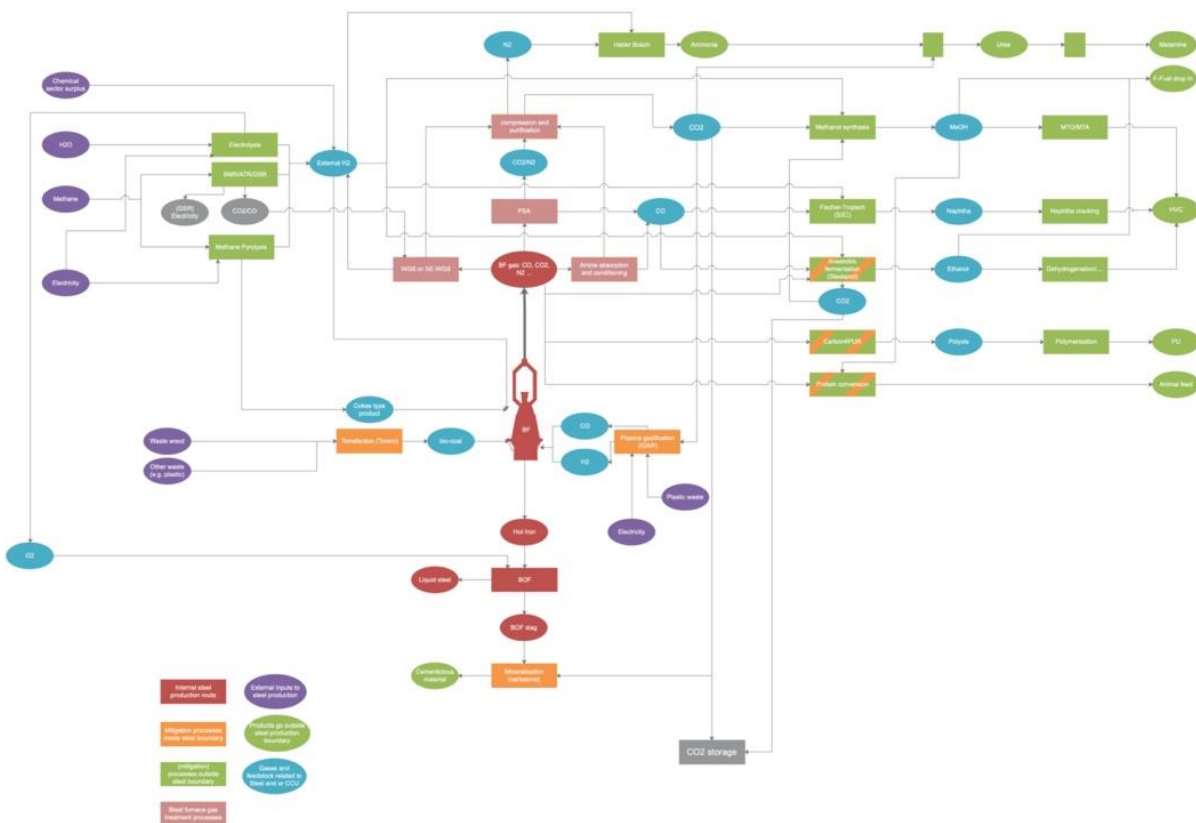 N2
Haber Bosch
Ammonia
Urea
Melamine
Chemical
sector surplus
F-Fuel drop in
compression and
purification
CO2
Methanol synthesis
MeOH
MTO/MTA
H2O
Electrolysis
External H2
CO2/N2
SMR/ATR/GSR
Methane
(GSR)
Electricity
CO2/CO
PSA
CO
Fischer-Tropsch
(S2C)
Naphtha
Naphtha cracking
HVC
Methane Pyrolysis
WGS or SE-WGS
BF gas: CO, CO2,
N2 ...
Amine absorption
and conditioning
Anaerobic
fermentation
(Steelanol)
Ethanol
Dehydrogenation/...
Electricity
CO2
Carbon4PUR
Polyols
Polymerisation
PU
Protein conversion
Animal feed
Cokes type
product
BF
CO
Plasma gasification
(IGAR)
Waste wood
Torrefaction (Torero)
bio-coal
H2
Other waste
(e.g. plastic)
Plastic waste
Hot Iron
Electricity
O2
Liquid steel
BOF
BOF slag
Cementicious
material
Mineralisation
(carbstone)
CO2 storage
Internal steel
production route
External inputs to
steel production
Mitigation processes
inside steel boundary
Products go outside
steel production
boundary
(mitigation)
processes outside
steel boundary
Gases and
feedstock related to
Steel and or CCU
Blast furnace gas
treatment processes